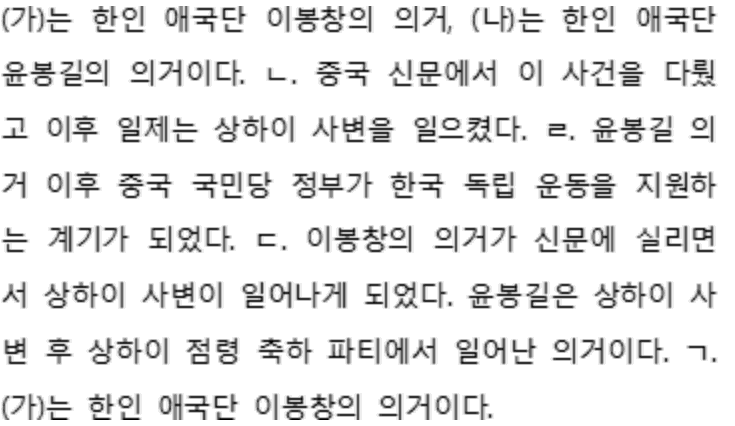 (가)는 한인 애국단 이봉창의 의거, (나)는 한인 애국단
윤봉길의 의거이다. ㄴ. 중국 신문에서 이 사건을 다뤘
고 이후 일제는 상하이 사변을 일으켰다. ㄹ. 윤봉길 의
거 이후 중국 국민당 정부가 한국 독립 운동을 지원하
는 계기가 되었다. ㄷ. 이봉창의 의거가 신문에 실리면
서 상하이 사변이 일어나게 되었다. 윤봉길은 상하이 사
변 후 상하이 점령 축하 파티에서 일어난 의거이다. ㄱ.
(가)는 한인 애국단 이봉창의 의거이다.